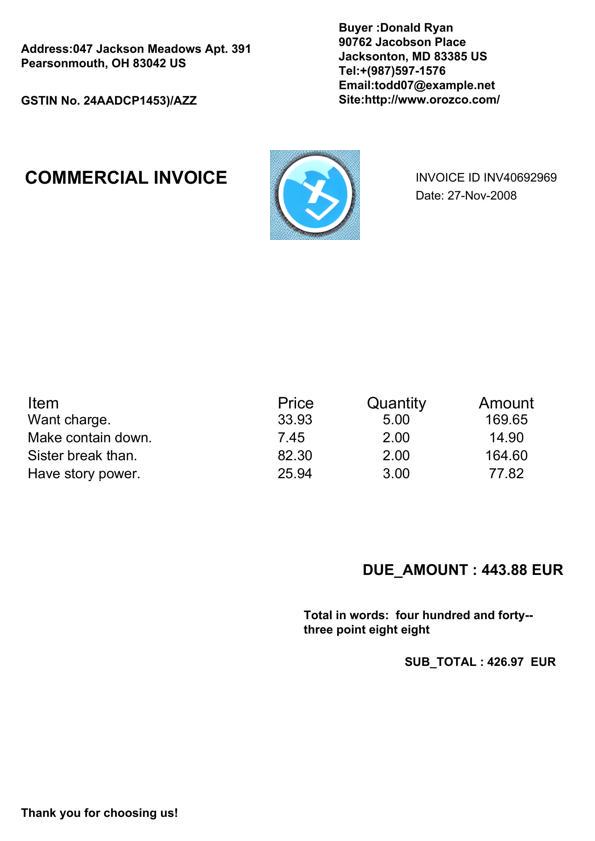 Address:047 Jackson Meadows Apt. 391
Pearsonmouth, OH 83042 US
GSTIN No. 24AADCP1453)/AZZ
Buyer :Donald Ryan
90762 Jacobson Place
Jacksonton, MD 83385 US
Tel:+(987)597-1576
Email:todd07@example.net
Site:http://www.orozco.com/
COMMERCIAL INVOICE
INVOICE ID INV40692969
Date: 27-Nov-2008
Item Price Quantity Amount
Want charge. 33.93 5.00 169.65
Make contain down. 7.45 2.00 14.90
Sister break than. 82.30 2.00 164.60
Have story power. 25.94 3.00 77.82
DUE_AMOUNT : 443.88 EUR
Total in words:  four hundred and forty--
three point eight eight
SUB_TOTAL : 426.97  EUR
Thank you for choosing us!